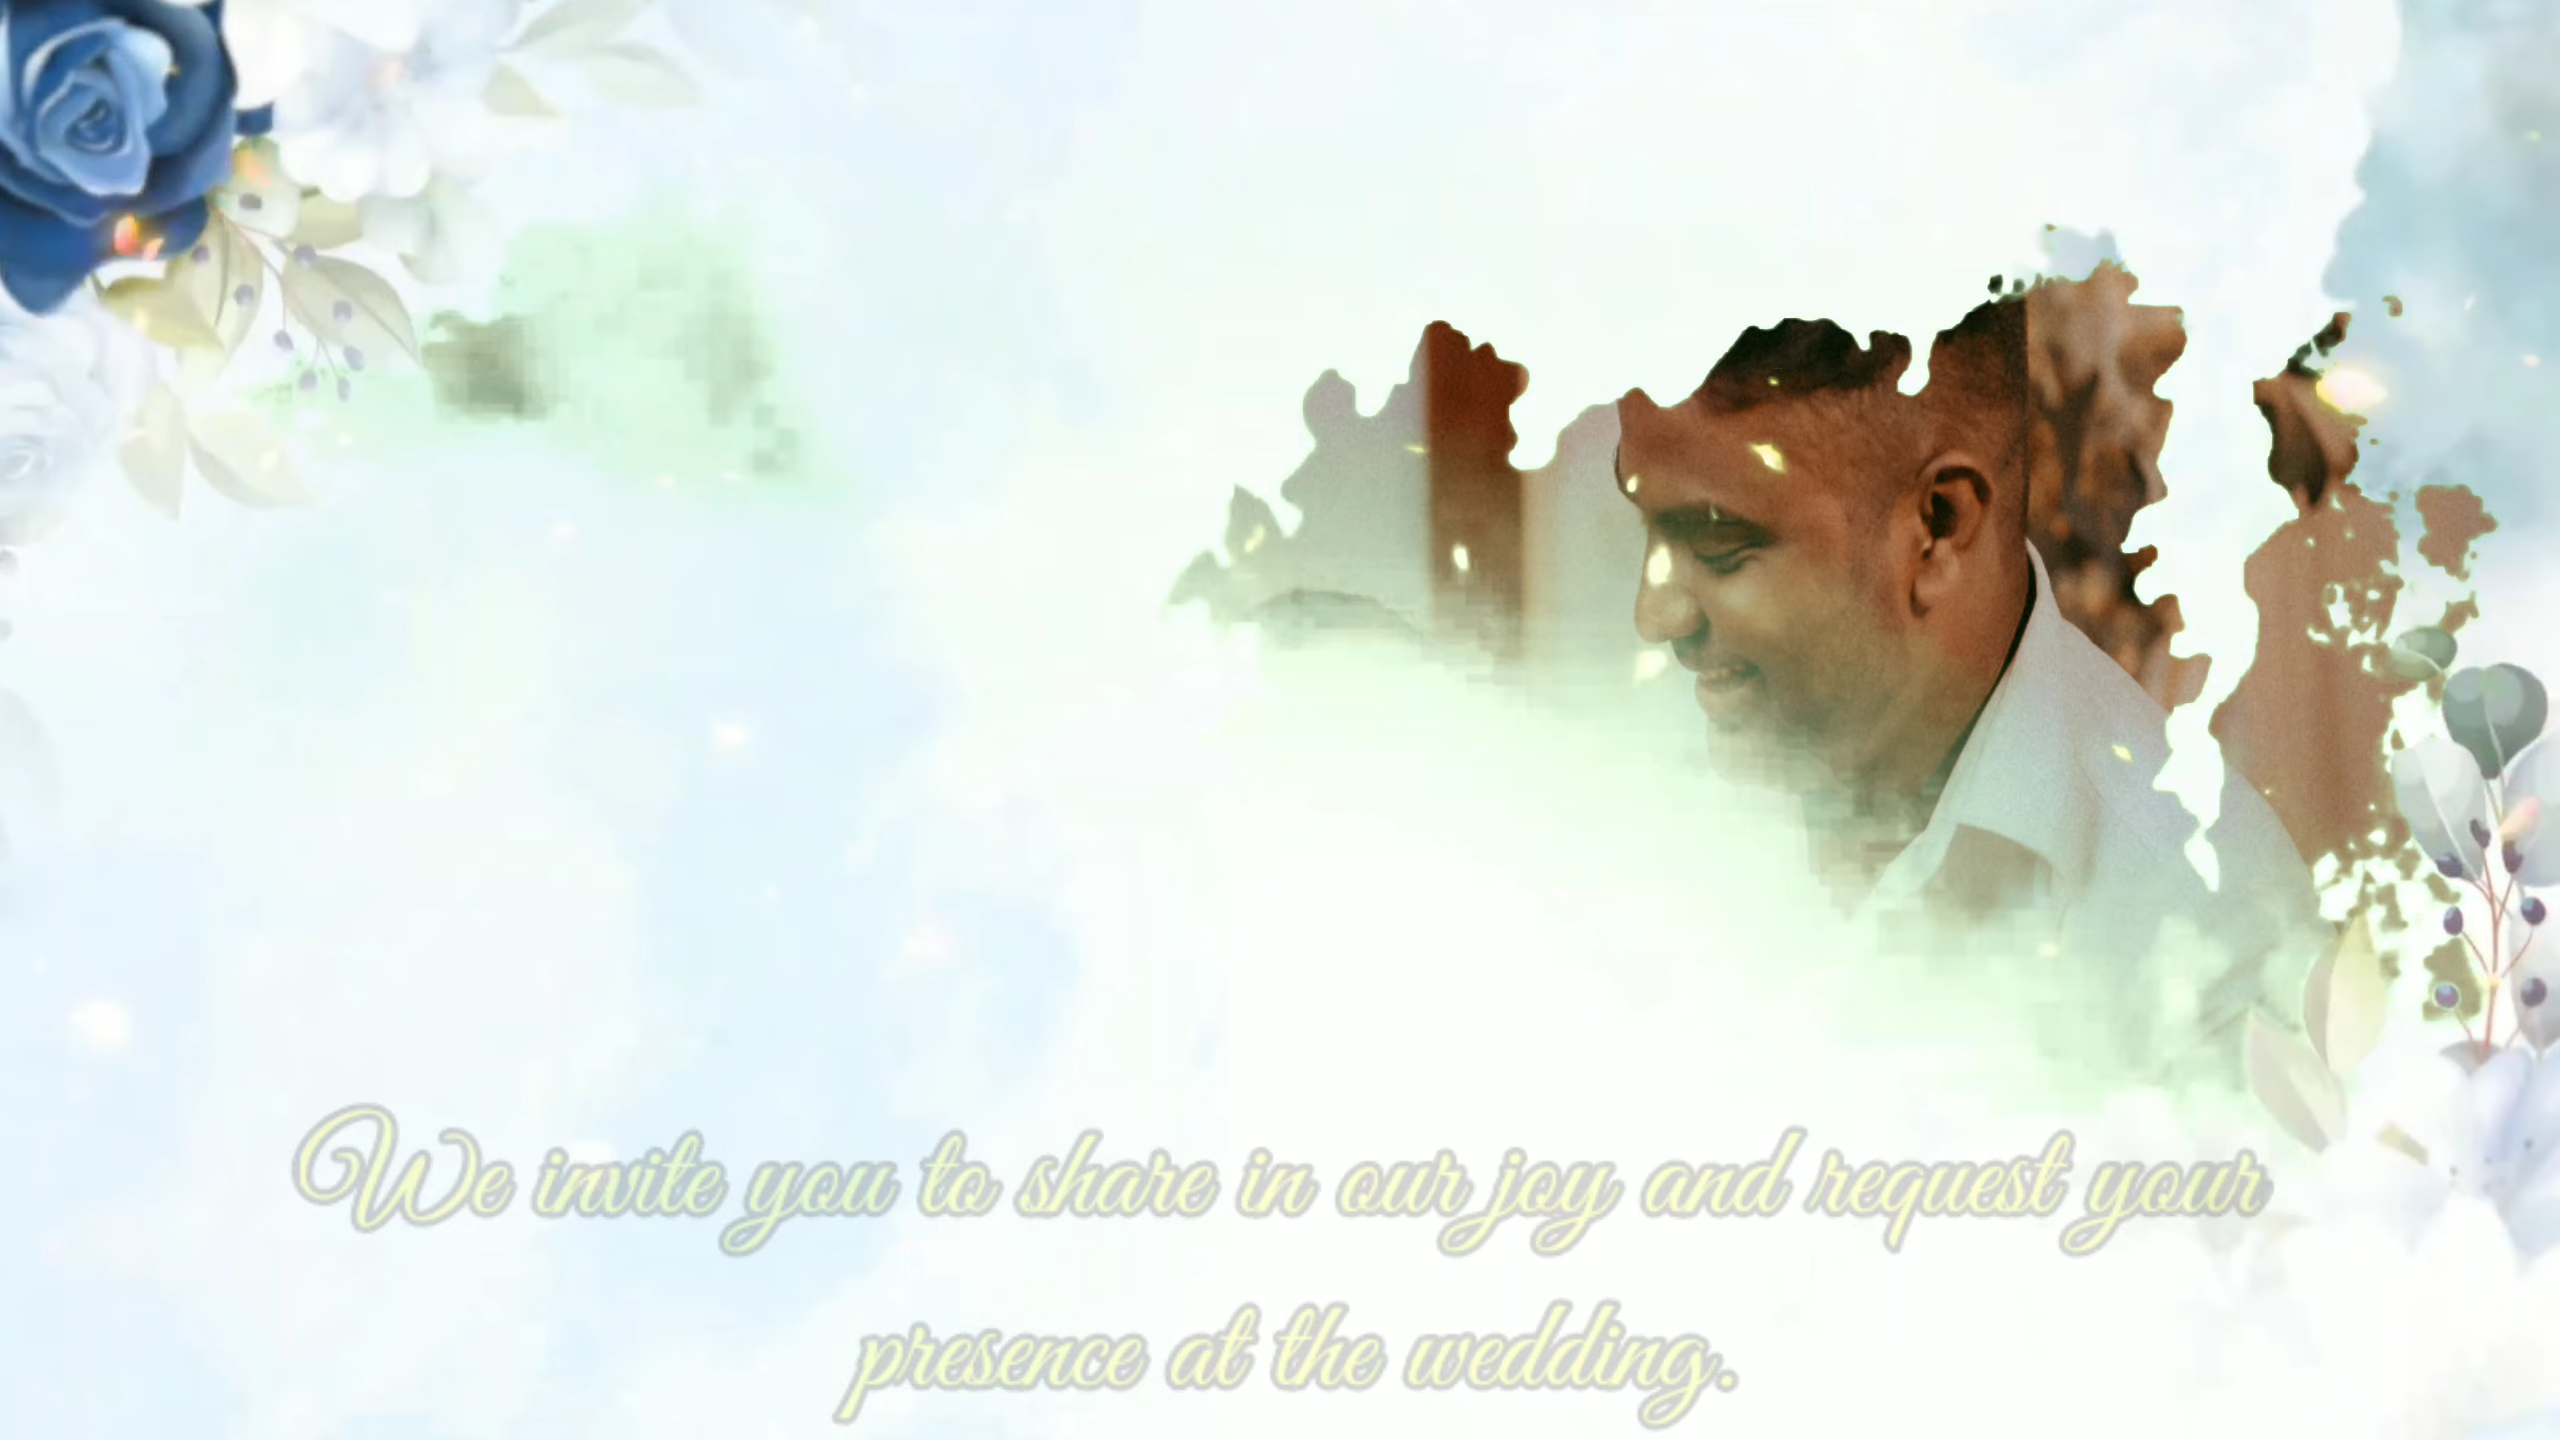 We invite you to share in our joy and request your
presence at the wedding.